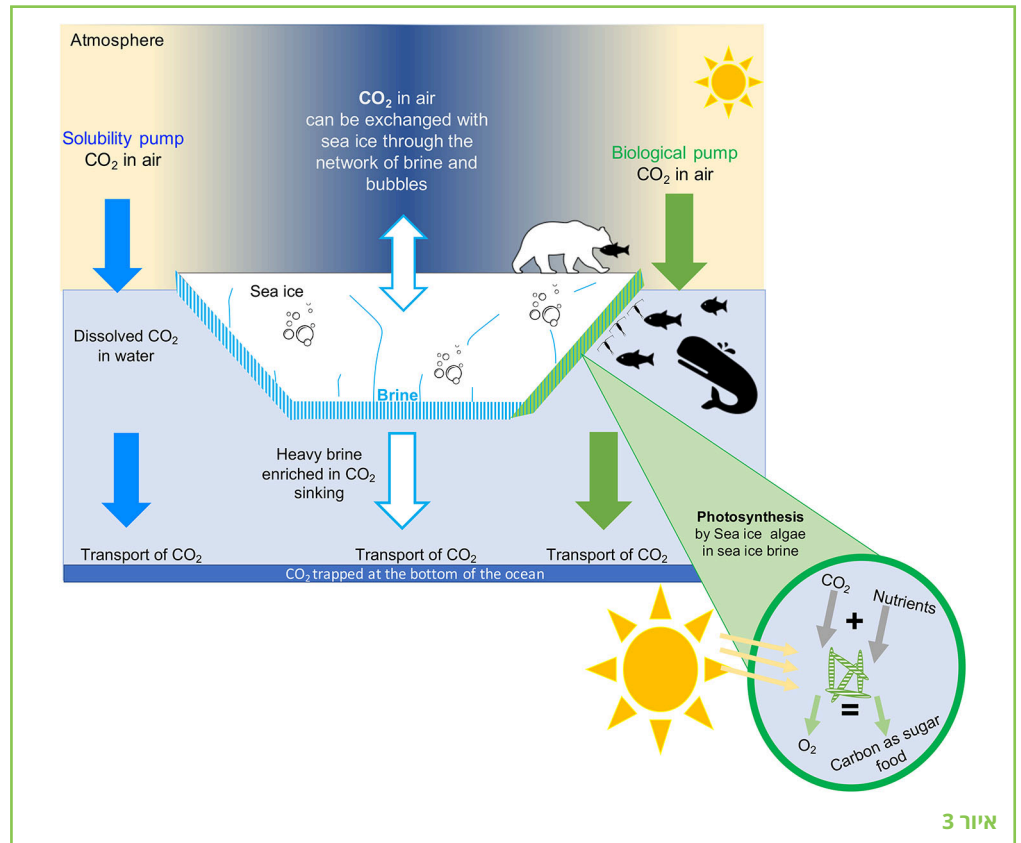 Atmosphere
CO₂ in air
can be exchanged with
sea ice through the
network of brine and
bubbles
Solubility pump
CO₂ in air
Biological pump
CO₂ in air
Sea ice
Dissolved CO₂
in water
Brine
Heavy brine
enriched in CO₂
sinking
Transport of CO₂
Transport of CO₂
Transport of CO₂
CO₂ trapped at the bottom of the ocean
Photosynthesis
by Sea ice algae
in sea ice brine
CO₂
Nutrients
+
=
O₂
Carbon as sugar
food
איור 3